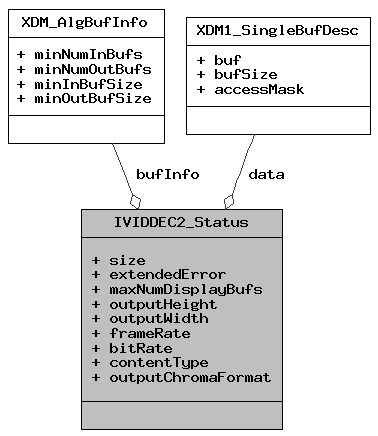 XDM_AlgBufInfo
+ minNumInBufs
+ minNumOutBufs
+ minInBufSize
+ minOutBufSize
XDM1_SingleBufDesc
+ buf
+ bufSize
+ accessMask
bufInfo
data
IVIDDEC2_Status
+ size
+ extendedError
+ maxNumDisplayBufs
+ outputHeight
+ outputWidth
+ frameRate
+ bitRate
+ contentType
+ outputChromaFormat